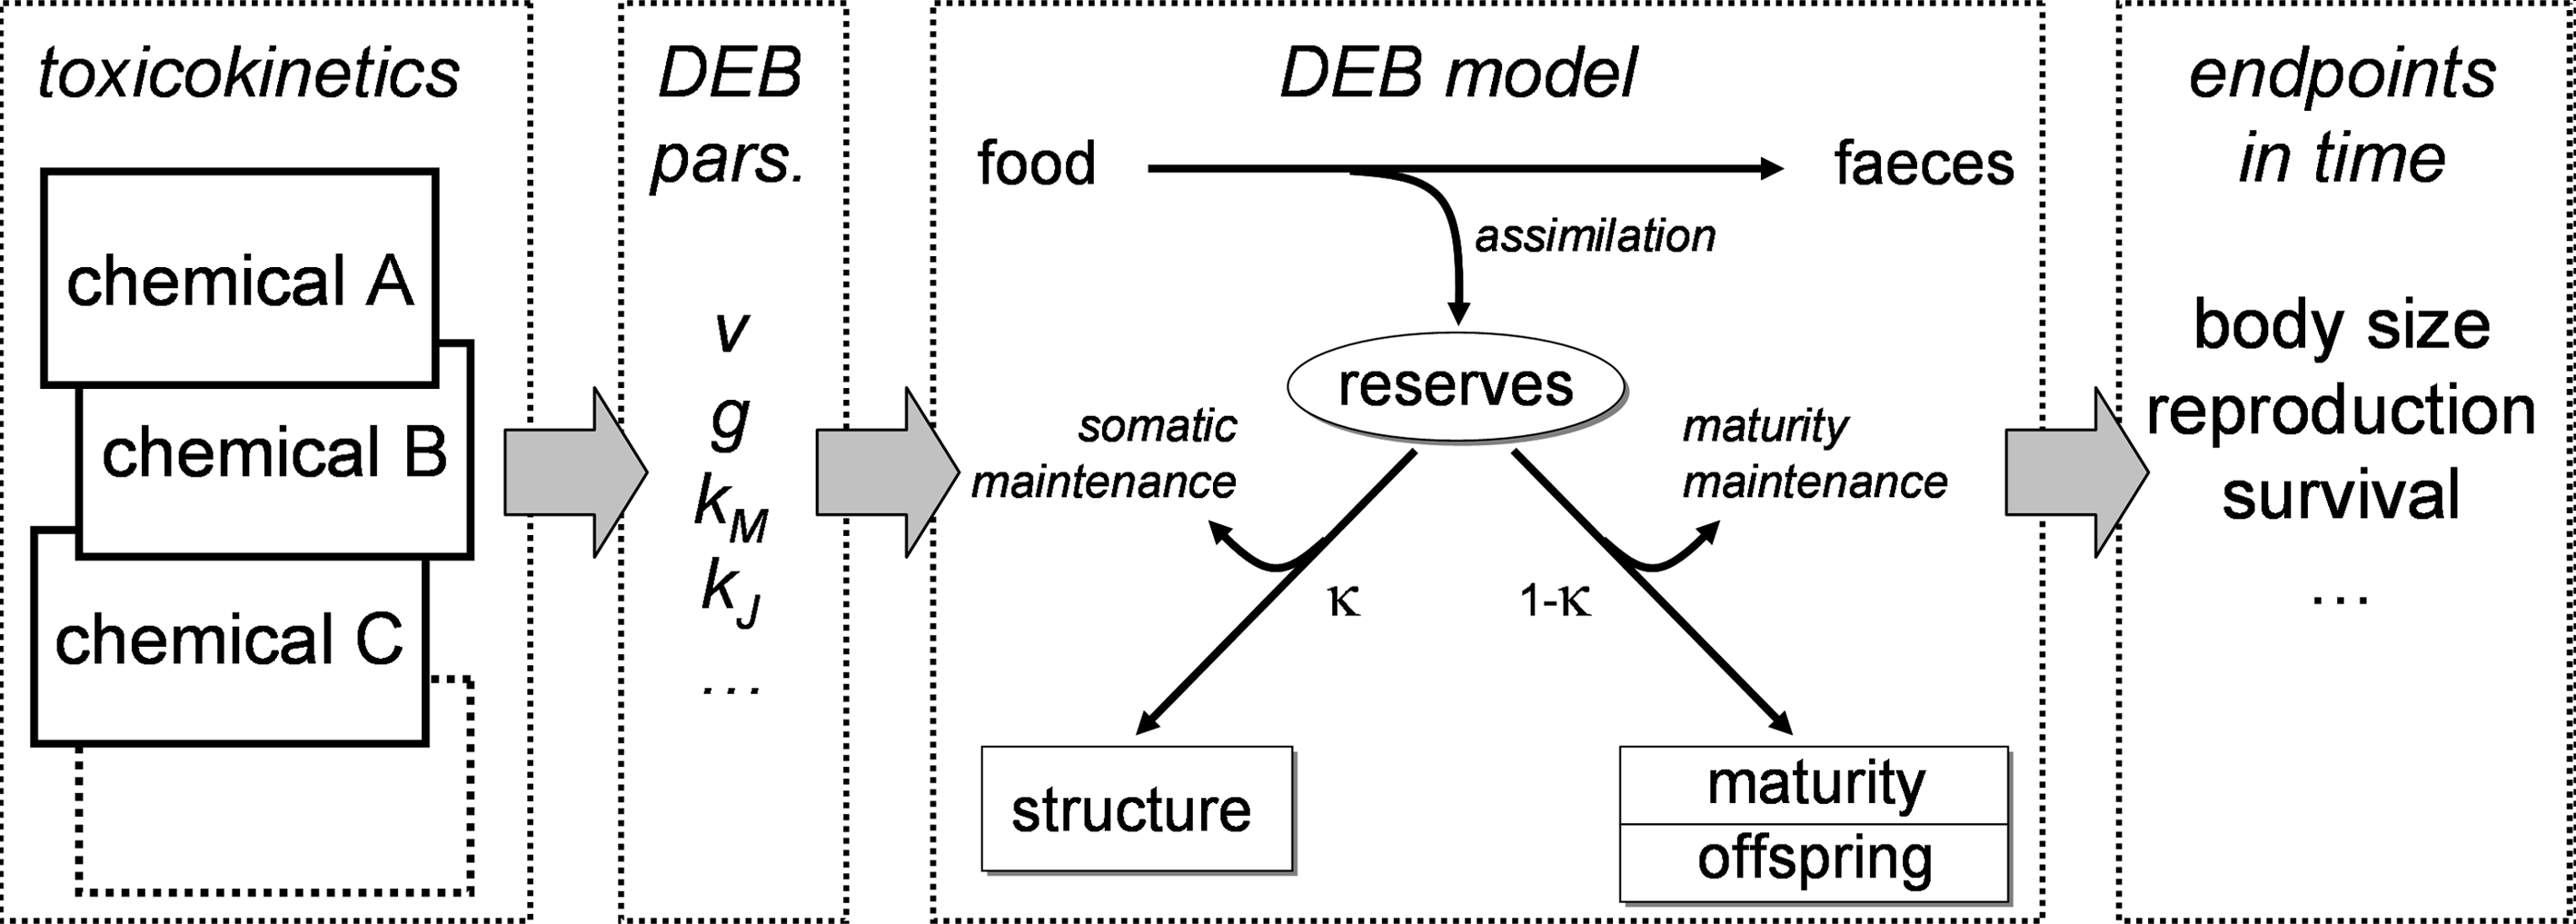 toxicokinetics
chemical A
chemical B
chemical C
DEB
pars.
v
g
kM
kJ
...
DEB model
food
faeces
assimilation
reserves
somatic
maintenance
maturity
maintenance
κ
1-κ
structure
maturity
offspring
endpoints
in time
body size
reproduction
survival
...